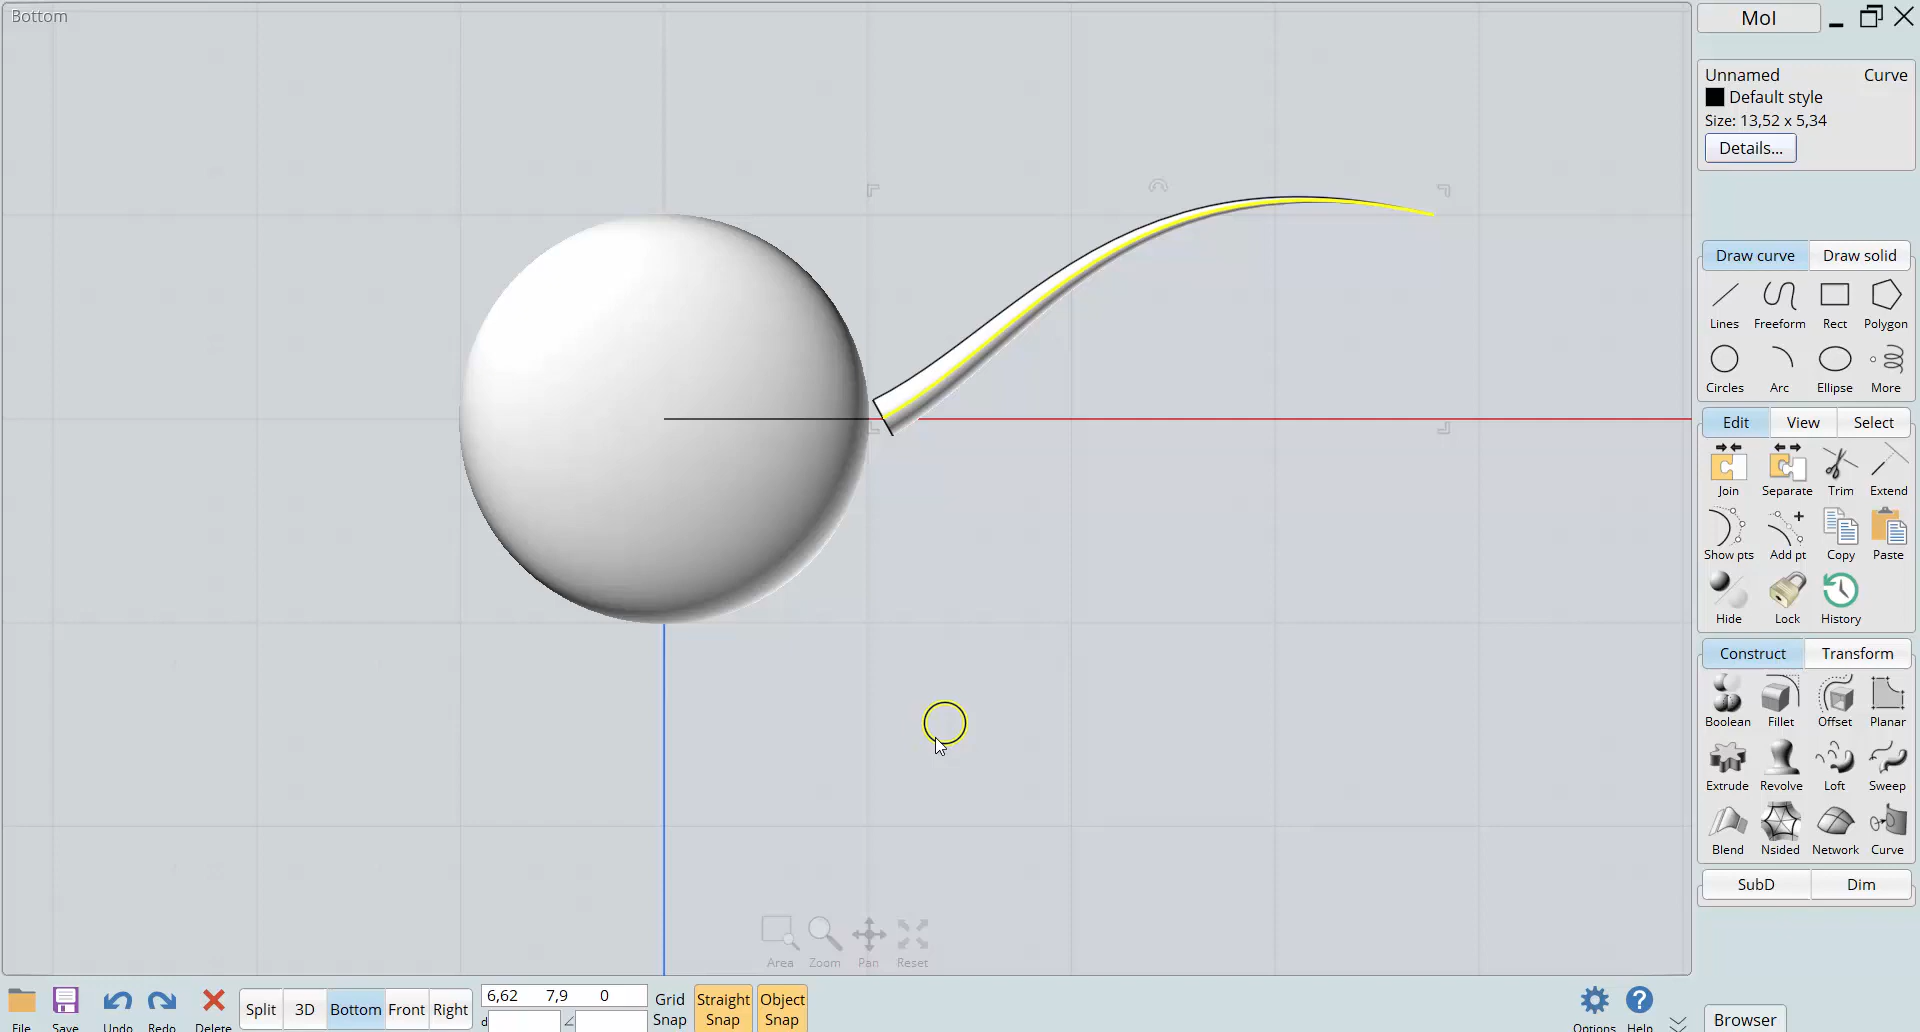 Bottom
MoI
Unnamed Curve
Default style
Size: 13,52 x 5,34
Details...
Draw curve Draw solid
Lines Freeform Rect Polygon
Circles Arc Ellipse More
Edit View Select
Join Separate Trim Extend
Show pts Add pt Copy Paste
Hide Lock History
Construct Transform
Boolean Fillet Offset Planar
Extrude Revolve Loft Sweep
Blend Nsided Network Curve
SubD Dim
Area Zoom Pan Reset
File Save Undo Redo Delete
Split 3D Bottom Front Right
6,62 7,9 0
d
Grid Snap
Straight Snap
Object Snap
Options Help
Browser